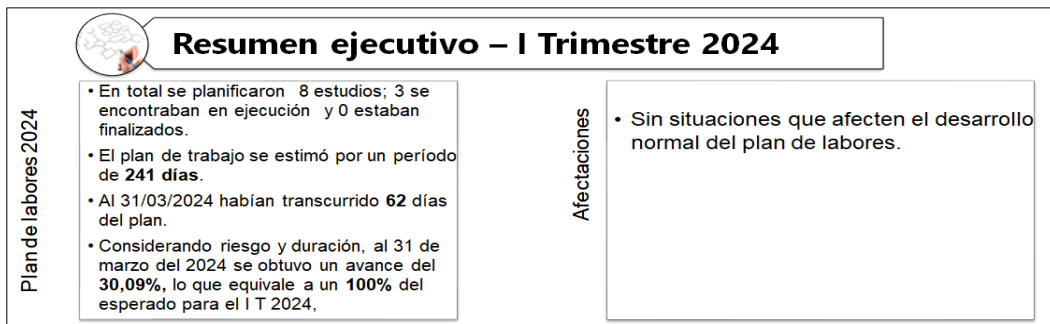 Resumen ejecutivo – I Trimestre 2024
Plan de labores 2024
• En total se planificaron 8 estudios; 3 se
encontraban en ejecución y 0 estaban
finalizados.
• El plan de trabajo se estimó por un período
de 241 días.
• Al 31/03/2024 habían transcurrido 62 días
del plan.
• Considerando riesgo y duración, al 31 de
marzo del 2024 se obtuvo un avance del
30,09%, lo que equivale a un 100% del
esperado para el I T 2024,
Afectaciones
• Sin situaciones que afecten el desarrollo
normal del plan de labores.